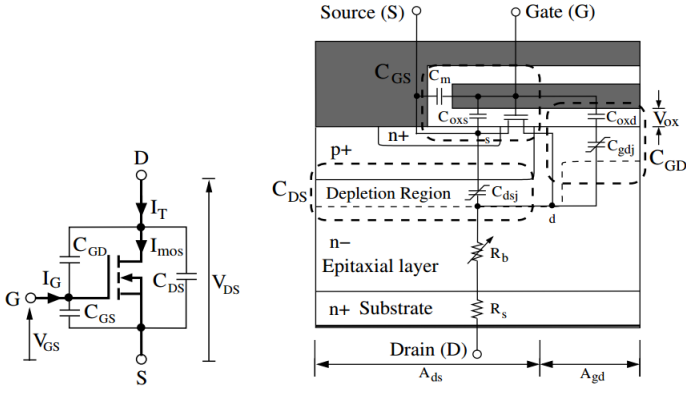 Source (S)
Gate (G)
C_GS
C_m
C_oxs
C_oxd
V_ox
n+
s
p+
C_gdj
C_GD
C_DS
Depletion Region
C_dsj
d
n−
Epitaxial layer
R_b
n+ Substrate
R_s
Drain (D)
A_ds
A_gd
D
I_T
C_GD
I_mos
I_G
G
C_DS
V_DS
C_GS
V_GS
S